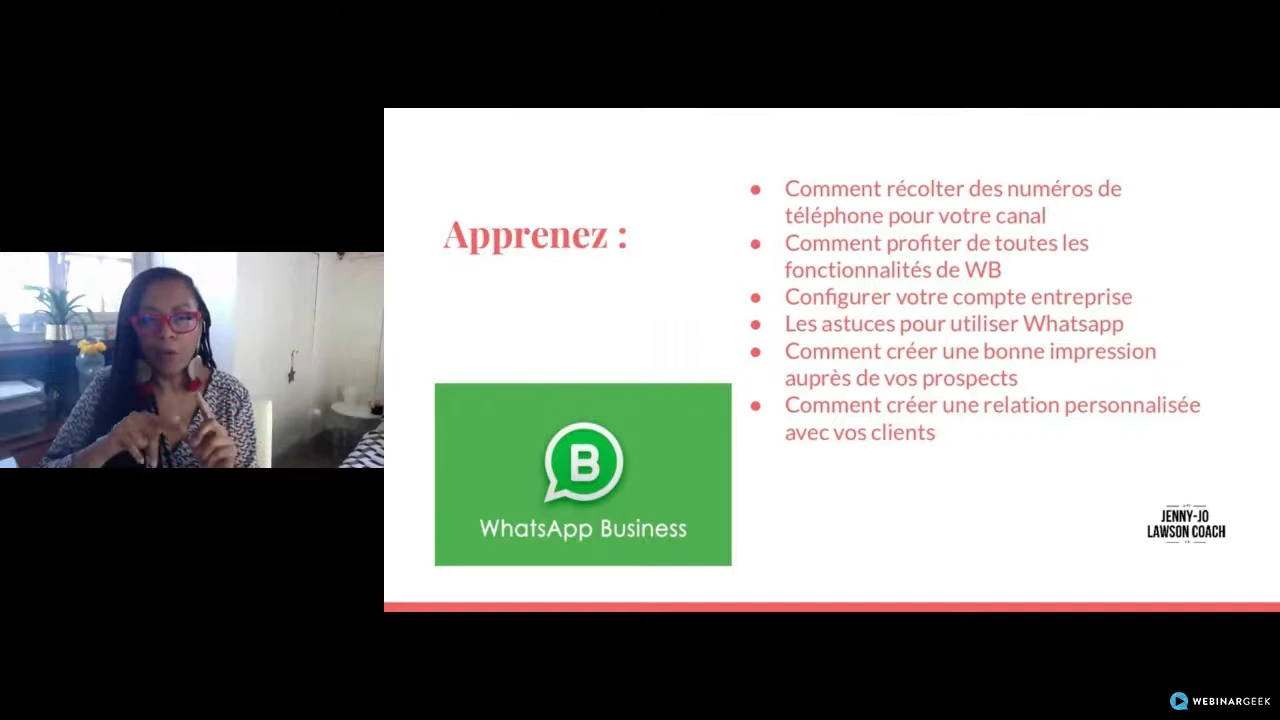 Apprenez :
● Comment récolter des numéros de
téléphone pour votre canal
● Comment profiter de toutes les
fonctionnalités de WB
● Configurer votre compte entreprise
● Les astuces pour utiliser Whatsapp
● Comment créer une bonne impression
auprès de vos prospects
● Comment créer une relation personnalisée
avec vos clients
B
WhatsApp Business
JENNY-JO
LAWSON COACH
WEBINARGEEK